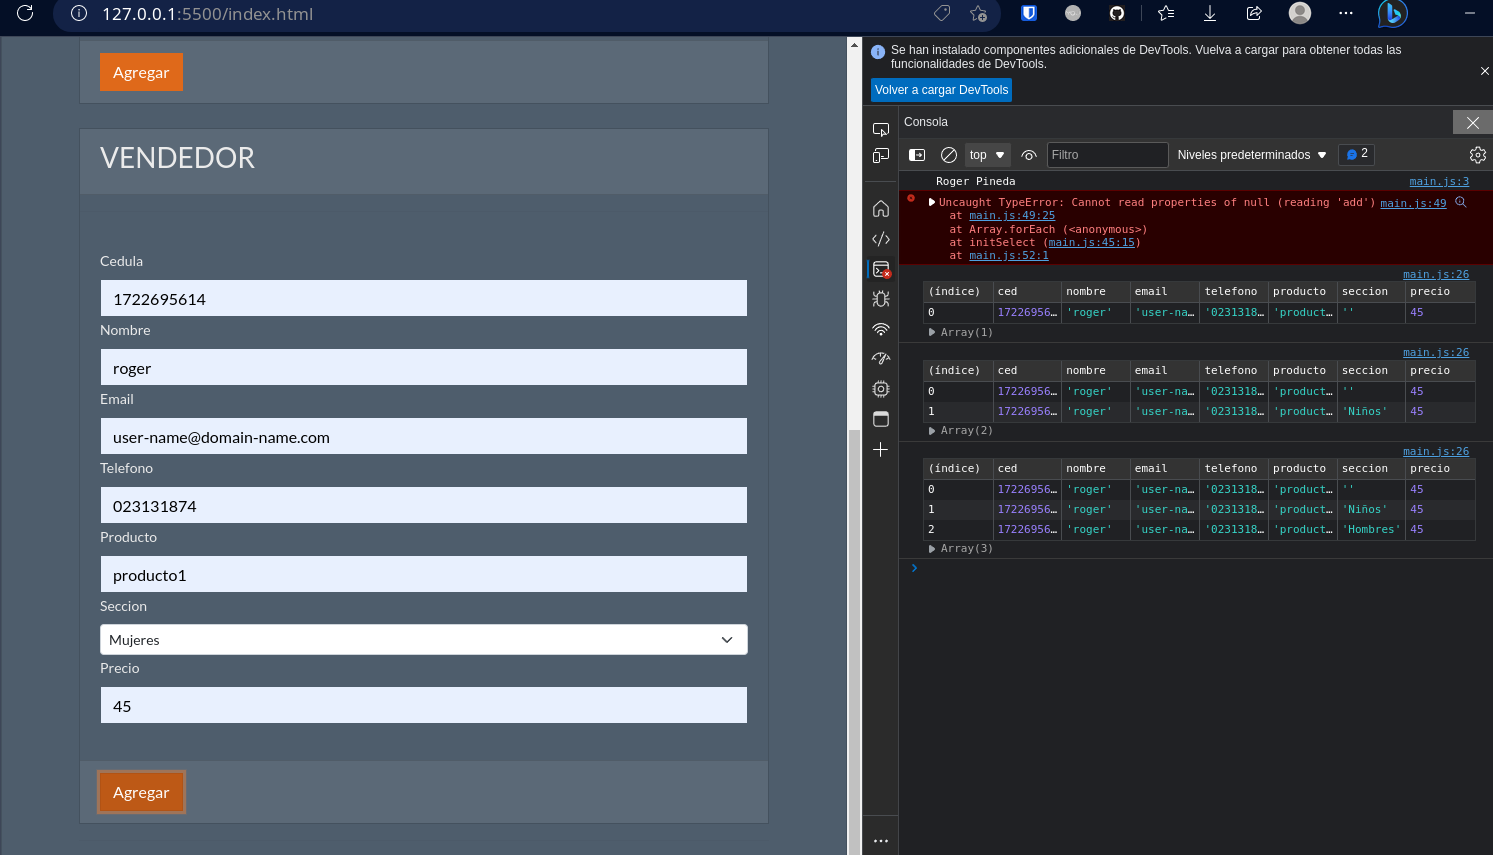 127.0.0.1:5500/index.html
Agregar
VENDEDOR
Cedula
1722695614
Nombre
roger
Email
user-name@domain-name.com
Telefono
023131874
Producto
producto1
Seccion
Mujeres
Precio
45
Agregar
Se han instalado componentes adicionales de DevTools. Vuelva a cargar para obtener todas las
funcionalidades de DevTools.
Volver a cargar DevTools
Consola
top Filtro Niveles predeterminados 2
Roger Pineda main.js:3
Uncaught TypeError: Cannot read properties of null (reading 'add') main.js:49
at main.js:49:25
at Array.forEach (<anonymous>)
at initSelect (main.js:45:15)
at main.js:52:1
main.js:26
(índice) ced nombre email telefono producto seccion precio
0 17226956… 'roger' 'user-na… '0231318… 'product… '' 45
Array(1)
main.js:26
(índice) ced nombre email telefono producto seccion precio
0 17226956… 'roger' 'user-na… '0231318… 'product… '' 45
1 17226956… 'roger' 'user-na… '0231318… 'product… 'Niños' 45
Array(2)
main.js:26
(índice) ced nombre email telefono producto seccion precio
0 17226956… 'roger' 'user-na… '0231318… 'product… '' 45
1 17226956… 'roger' 'user-na… '0231318… 'product… 'Niños' 45
2 17226956… 'roger' 'user-na… '0231318… 'product… 'Hombres' 45
Array(3)